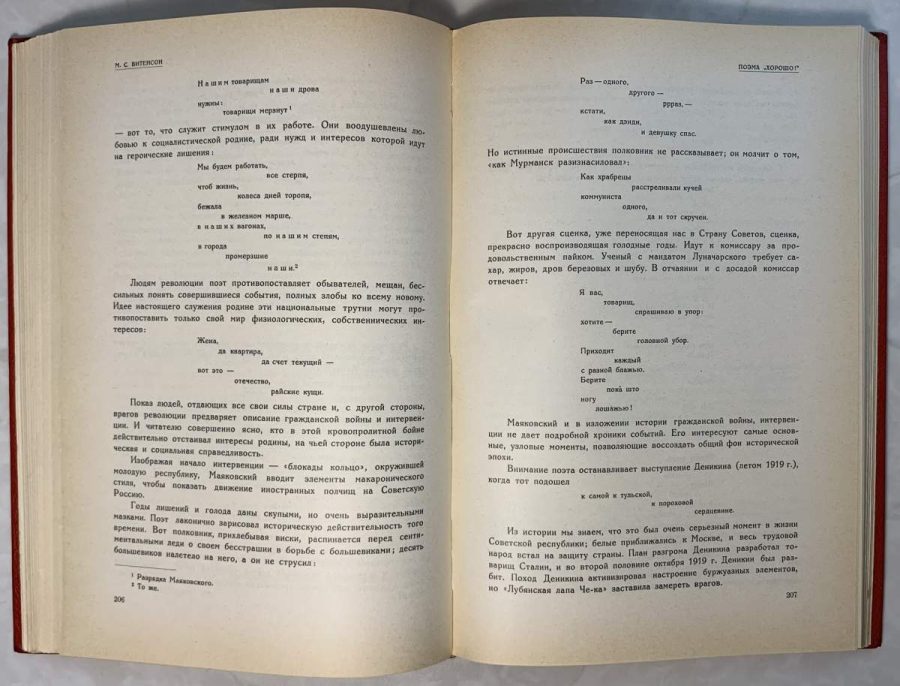 М. С. ВИТЕНСОН
Нашим товарищам
наши дрова
нужны:
товарищи мерзнут¹
— вот то, что служит стимулом в их работе. Они воодушевлены лю-
бовью к социалистической родине, ради нужд и интересов которой идут
на героические лишения:
Мы будем работать,
все стерпя,
чтоб жизнь,
колеса дней торопя,
бежала
в железном марше,
в наших вагонах,
по нашим степям,
в города
промерзшие
наши.²
Людям революции поэт противопоставляет обывателей, мещан, бес-
сильных понять совершившиеся события, полных злобы ко всему новому.
Идее настоящего служения родине эти национальные трутни могут про-
тивопоставить только свой мир физиологических, собственнических ин-
тересов:
Жена,
да квартира,
да счет текущий —
вот это —
отечество,
райские кущи.
Показ людей, отдающих все свои силы стране и, с другой стороны,
врагов революции предваряет описание гражданской войны и интервен-
ции. И читателю совершенно ясно, кто в этой кровопролитной бойне
действительно отстаивал интересы родины, на чьей стороне была истори-
ческая и социальная справедливость.
Изображая начало интервенции — «блокады кольцо», окружившей
молодую республику, Маяковский вводит элементы макаронического
стиля, чтобы показать движение иностранных полчищ на Советскую
Россию.
Годы лишений и голода даны скупыми, но очень выразительными
мазками. Поэт лаконично зарисовал историческую действительность того
времени. Вот полковник, прихлебывая виски, распинается перед сенти-
ментальными леди о своем бесстрашии в борьбе с большевиками; десять
большевиков налетело на него, а он не струсил:
¹ Разрядка Маяковского.
² То же.
206
ПОЭМА „ХОРОШО!"
Раз — одного,
другого —
ррраз, —
кстати,
как дэнди,
и девушку спас.
Но истинные происшествия полковник не рассказывает; он молчит о том,
«как Мурманск разизнасиловал»:
Как храбрецы
расстреливали кучей
коммуниста
одного,
да и тот скручен.
Вот другая сценка, уже переносящая нас в Страну Советов, сценка,
прекрасно воспроизводящая голодные годы. Идут к комиссару за про-
довольственным пайком. Ученый с мандатом Луначарского требует са-
хар, жиров, дров березовых и шубу. В отчаянии и с досадой комиссар
отвечает:
Я вас,
товарищ,
спрашиваю в упор:
хотите —
берите
головной убор.
Приходит
каждый
с разной блажью.
Берите
пока што
ногу
лошажью!
Маяковский и в изложении истории гражданской войны, интервен-
ции не дает подробной хроники событий. Его интересуют самые основ-
ные, узловые моменты, позволяющие воссоздать общий фон исторической
эпохи.
Внимание поэта останавливает выступление Деникина (летом 1919 г.),
когда тот подошел
к самой к тульской,
к пороховой
сердцевине.
Из истории мы знаем, что это был очень серьезный момент в жизни
Советской республики; белые приближались к Москве, и весь трудовой
народ встал на защиту страны. План разгрома Деникина разработал то-
варищ Сталин, и во второй половине октября 1919 г. Деникин был раз-
бит. Поход Деникина активизировал настроение буржуазных элементов,
но «Лубянская лапа Че-ка» заставила замереть врагов.
207